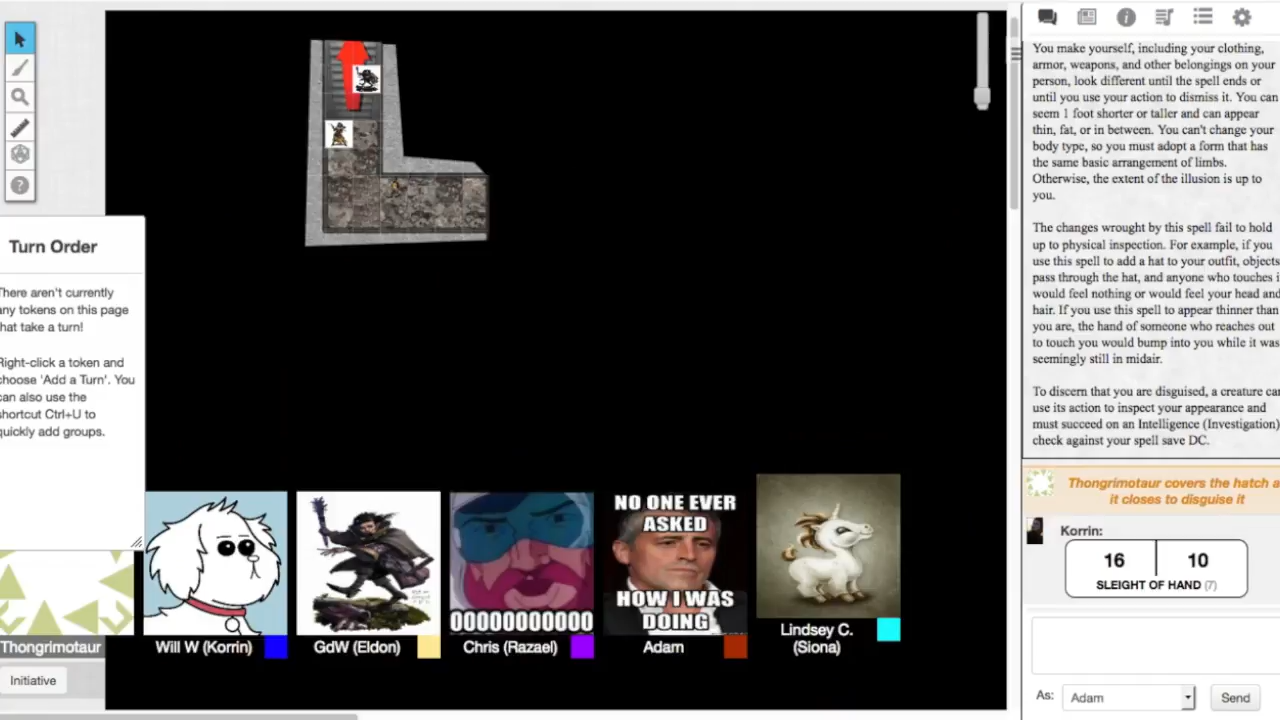 Turn Order
There aren't currently
any tokens on this page
that take a turn!
Right-click a token and
choose 'Add a Turn'. You
can also use the
shortcut Ctrl+U to
quickly add groups.
You make yourself, including your clothing,
armor, weapons, and other belongings on your
person, look different until the spell ends or
until you use your action to dismiss it. You can
seem 1 foot shorter or taller and can appear
thin, fat, or in between. You can't change your
body type, so you must adopt a form that has
the same basic arrangement of limbs.
Otherwise, the extent of the illusion is up to
you.
The changes wrought by this spell fail to hold
up to physical inspection. For example, if you
use this spell to add a hat to your outfit, objects
pass through the hat, and anyone who touches i
would feel nothing or would feel your head and
hair. If you use this spell to appear thinner than
you are, the hand of someone who reaches out
to touch you would bump into you while it was
seemingly still in midair.
To discern that you are disguised, a creature can
use its action to inspect your appearance and
must succeed on an Intelligence (Investigation)
check against your spell save DC.
Thongrimotaur covers the hatch a
it closes to disguise it
Korrin:
16 10
SLEIGHT OF HAND (7)
NO ONE EVER
ASKED
HOW I WAS
DOING
OOOOOOOOOOO
Thongrimotaur
Will W (Korrin)
GdW (Eldon)
Chris (Razael)
Adam
Lindsey C.
(Siona)
Initiative
As:
Adam
Send